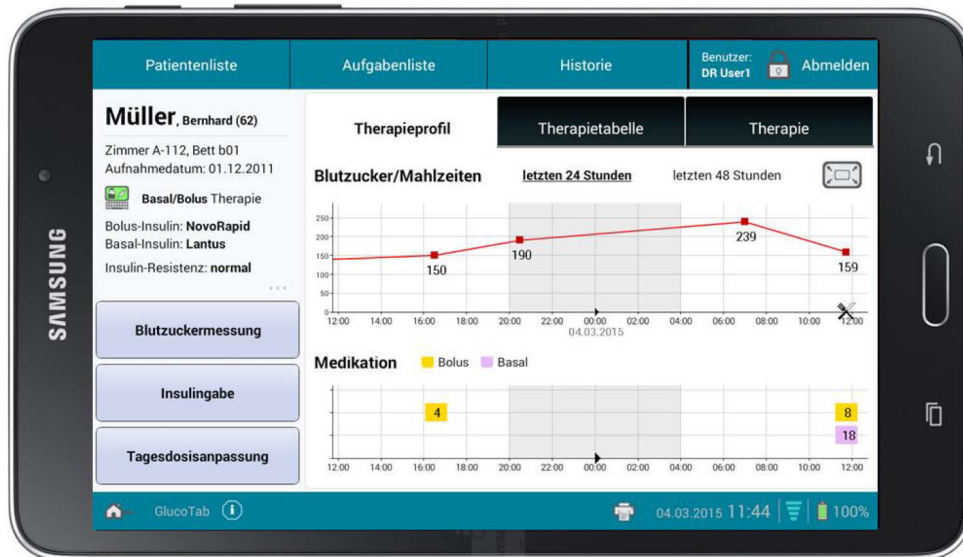 SAMSUNG
Patientenliste
Aufgabenliste
Historie
Benutzer:
DR User1
Abmelden
Müller, Bernhard (62)
Zimmer A-112, Bett b01
Aufnahmedatum: 01.12.2011
Basal/Bolus Therapie
Bolus-Insulin: NovoRapid
Basal-Insulin: Lantus
Insulin-Resistenz: normal
...
Blutzuckermessung
Insulingabe
Tagesdosisanpassung
Therapieprofil
Therapietabelle
Therapie
Blutzucker/Mahlzeiten
letzten 24 Stunden
letzten 48 Stunden
250
200
150
100
50
0
150
190
239
159
12:00 14:00 16:00 18:00 20:00 22:00 00:00 02:00 04:00 06:00 08:00 10:00 12:00
04.03.2015
Medikation Bolus Basal
4
8
18
12:00 14:00 16:00 18:00 20:00 22:00 00:00 02:00 04:00 06:00 08:00 10:00 12:00
GlucoTab i
04.03.2015 11:44 100%